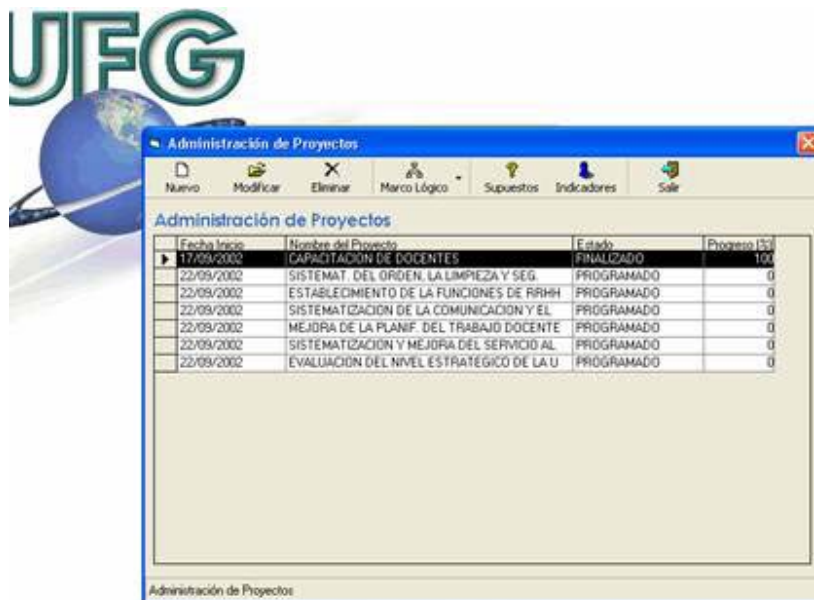 UFG
Administración de Proyectos
Nuevo Modificar Eliminar Marco Lógico Supuestos Indicadores Salir
Administración de Proyectos
Fecha Inicio Nombre del Proyecto Estado Progreso (%)
17/09/2002 CAPACITACION DE DOCENTES FINALIZADO 100
22/09/2002 SISTEMAT. DEL ORDEN, LA LIMPIEZA Y SEG. PROGRAMADO 0
22/09/2002 ESTABLECIMIENTO DE LA FUNCIONES DE RRHH PROGRAMADO 0
22/09/2002 SISTEMATIZACION DE LA COMUNICACION Y EL PROGRAMADO 0
22/09/2002 MEJORA DE LA PLANIF. DEL TRABAJO DOCENTE PROGRAMADO 0
22/09/2002 SISTEMATIZACION Y MEJORA DEL SERVICIO AL PROGRAMADO 0
22/09/2002 EVALUACION DEL NIVEL ESTRATEGICO DE LA U PROGRAMADO 0
Administración de Proyectos